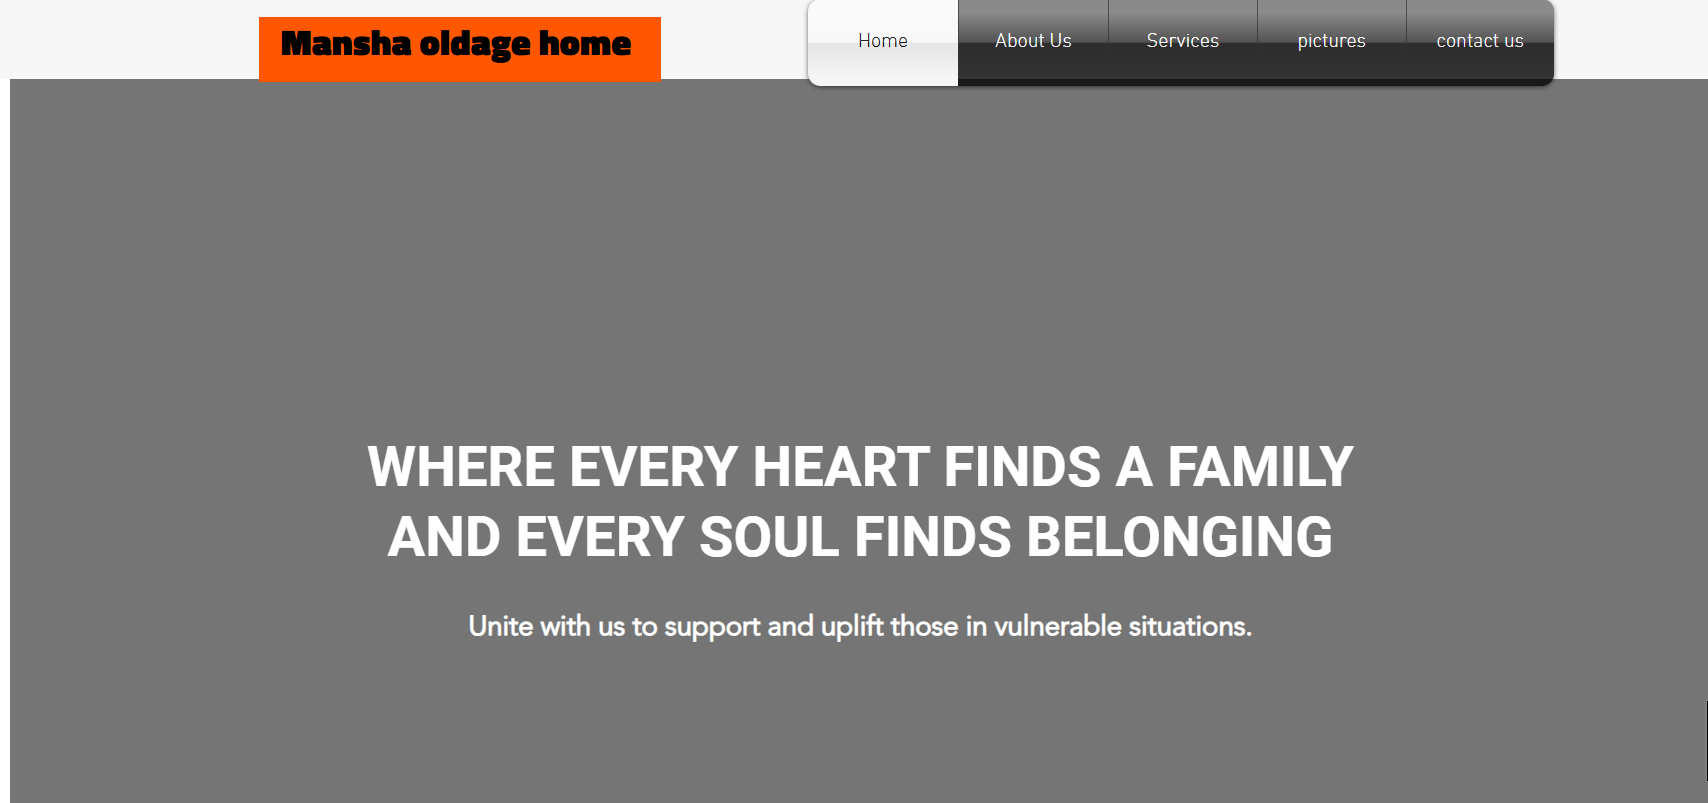 Mansha oldage home
Home About Us Services pictures contact us
WHERE EVERY HEART FINDS A FAMILY
AND EVERY SOUL FINDS BELONGING
Unite with us to support and uplift those in vulnerable situations.